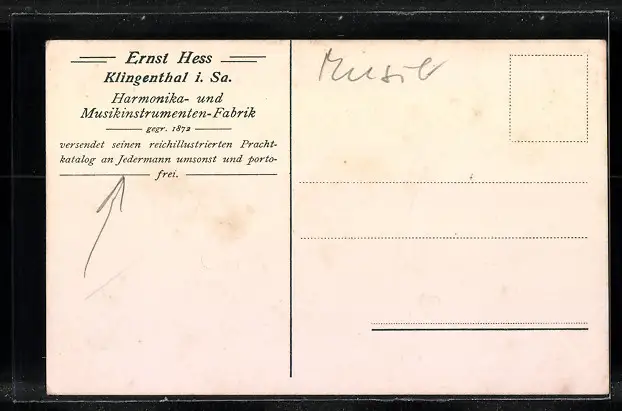 Ernst Hess
Klingenthal i. Sa.
Harmonika- und
Musikinstrumenten-Fabrik
gegr. 1872
versendet seinen reichillustrierten Pracht-
katalog an Jedermann umsonst und porto-
frei.
Musik